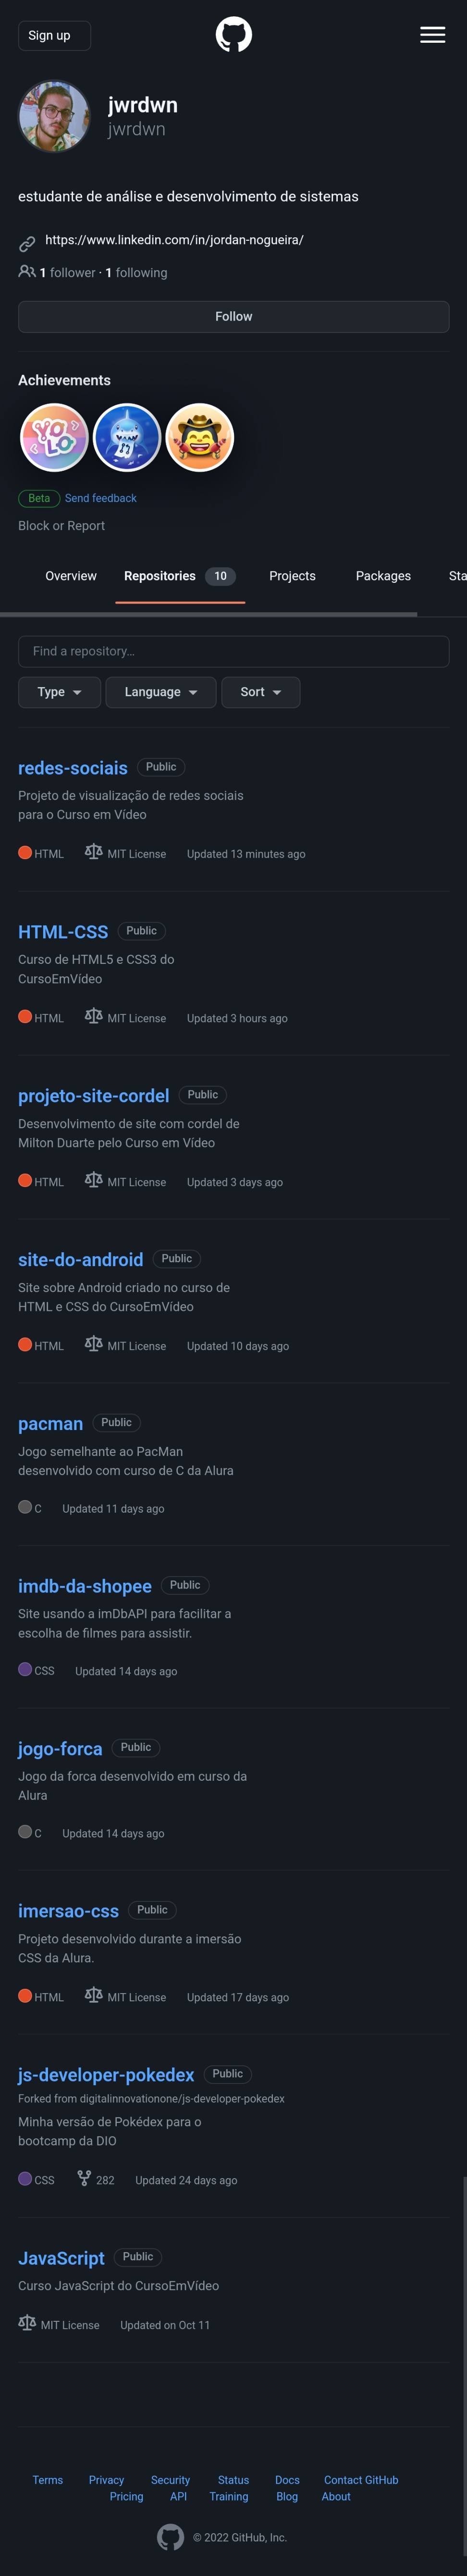 Sign up
jwrdwn
jwrdwn
estudante de análise e desenvolvimento de sistemas
https://www.linkedin.com/in/jordan-nogueira/
1 follower · 1 following
Follow
Achievements
YOLO
Beta Send feedback
Block or Report
Overview Repositories 10 Projects Packages Sta
Find a repository...
Type Language Sort
redes-sociais Public
Projeto de visualização de redes sociais
para o Curso em Vídeo
HTML MIT License Updated 13 minutes ago
HTML-CSS Public
Curso de HTML5 e CSS3 do
CursoEmVídeo
HTML MIT License Updated 3 hours ago
projeto-site-cordel Public
Desenvolvimento de site com cordel de
Milton Duarte pelo Curso em Vídeo
HTML MIT License Updated 3 days ago
site-do-android Public
Site sobre Android criado no curso de
HTML e CSS do CursoEmVídeo
HTML MIT License Updated 10 days ago
pacman Public
Jogo semelhante ao PacMan
desenvolvido com curso de C da Alura
C Updated 11 days ago
imdb-da-shopee Public
Site usando a imDbAPI para facilitar a
escolha de filmes para assistir.
CSS Updated 14 days ago
jogo-forca Public
Jogo da forca desenvolvido em curso da
Alura
C Updated 14 days ago
imersao-css Public
Projeto desenvolvido durante a imersão
CSS da Alura.
HTML MIT License Updated 17 days ago
js-developer-pokedex Public
Forked from digitalinnovationone/js-developer-pokedex
Minha versão de Pokédex para o
bootcamp da DIO
CSS 282 Updated 24 days ago
JavaScript Public
Curso JavaScript do CursoEmVídeo
MIT License Updated on Oct 11
Terms Privacy Security Status Docs Contact GitHub
Pricing API Training Blog About
© 2022 GitHub, Inc.